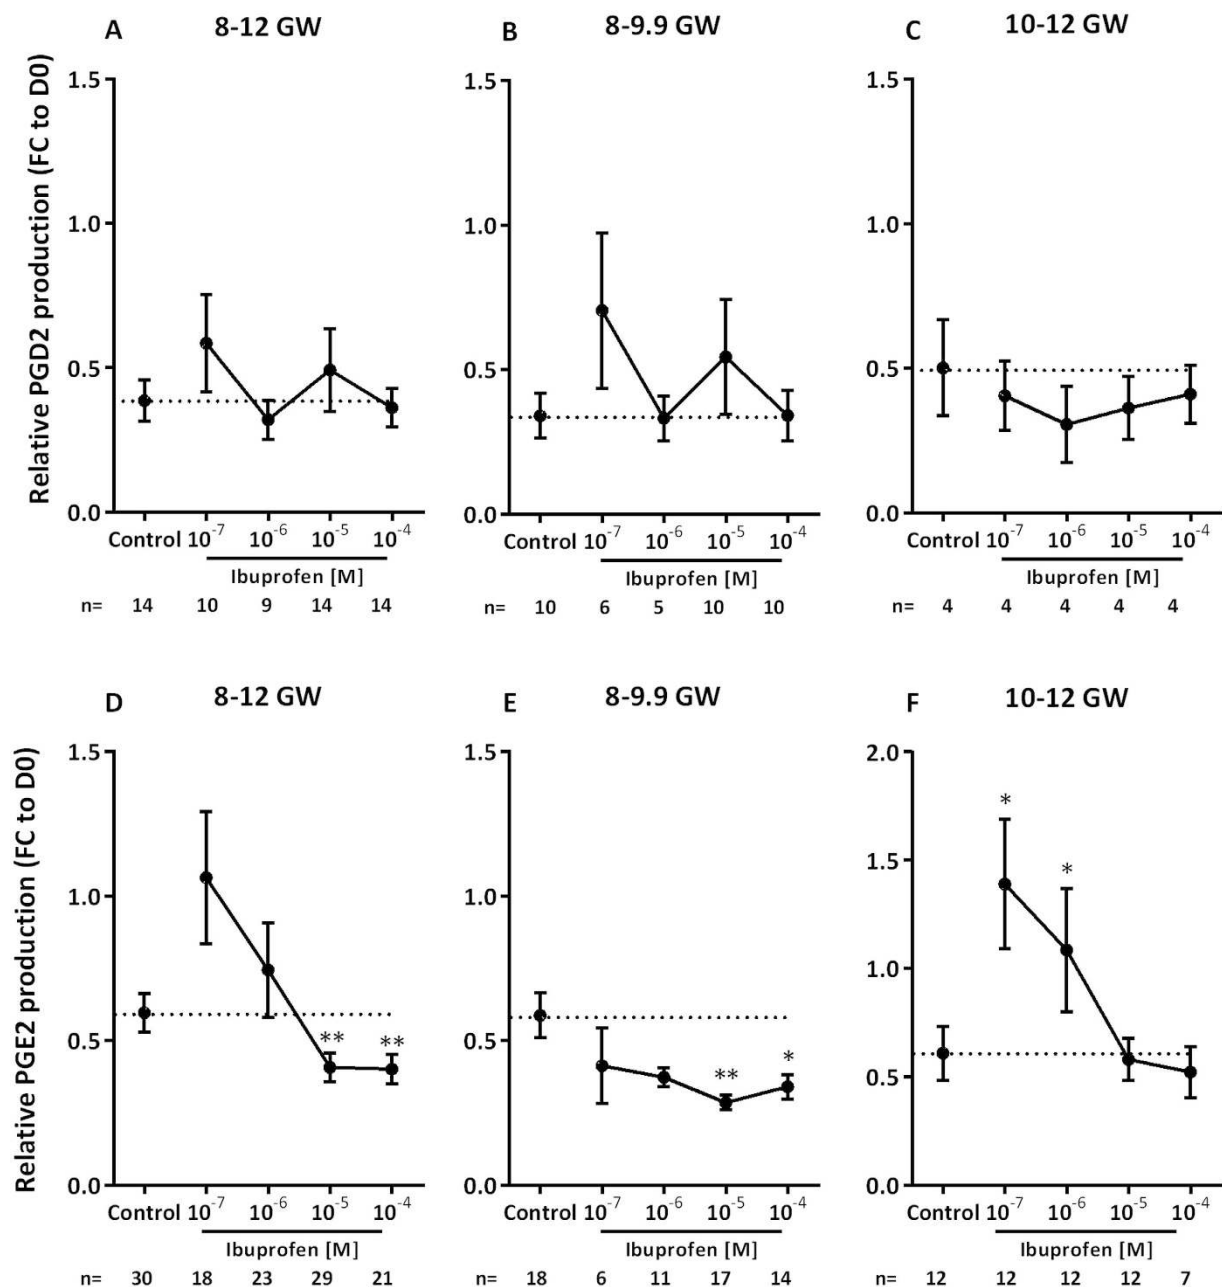 A 8-12 GW
B 8-9.9 GW
C 10-12 GW
Relative PGD2 production (FC to D0)
1.5
1.0
0.5
0.0
Control 10-7 10-6 10-5 10-4
Ibuprofen [M]
n= 14 10 9 14 14
1.5
1.0
0.5
0.0
Control 10-7 10-6 10-5 10-4
Ibuprofen [M]
n= 10 6 5 10 10
1.5
1.0
0.5
0.0
Control 10-7 10-6 10-5 10-4
Ibuprofen [M]
n= 4 4 4 4 4
D 8-12 GW
E 8-9.9 GW
F 10-12 GW
Relative PGE2 production (FC to D0)
1.5
1.0
0.5
0.0
** **
Control 10-7 10-6 10-5 10-4
Ibuprofen [M]
n= 30 18 23 29 21
1.5
1.0
0.5
0.0
** *
Control 10-7 10-6 10-5 10-4
Ibuprofen [M]
n= 18 6 11 17 14
2.0
1.5
1.0
0.5
0.0
* *
Control 10-7 10-6 10-5 10-4
Ibuprofen [M]
n= 12 12 12 12 7